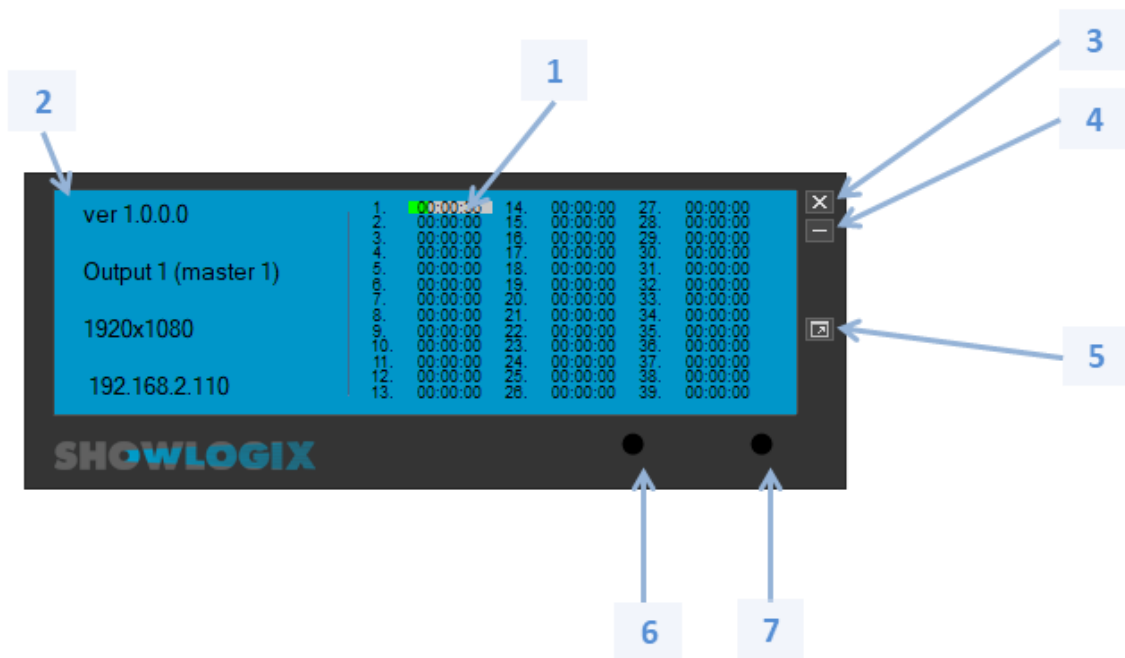 1
2
3
4
ver 1.0.0.0
Output 1 (master 1)
1920x1080
192.168.2.110
1. 00:00:00 14. 00:00:00 27. 00:00:00
2. 00:00:00 15. 00:00:00 28. 00:00:00
3. 00:00:00 16. 00:00:00 29. 00:00:00
4. 00:00:00 17. 00:00:00 30. 00:00:00
5. 00:00:00 18. 00:00:00 31. 00:00:00
6. 00:00:00 19. 00:00:00 32. 00:00:00
7. 00:00:00 20. 00:00:00 33. 00:00:00
8. 00:00:00 21. 00:00:00 34. 00:00:00
9. 00:00:00 22. 00:00:00 35. 00:00:00
10. 00:00:00 23. 00:00:00 36. 00:00:00
11. 00:00:00 24. 00:00:00 37. 00:00:00
12. 00:00:00 25. 00:00:00 38. 00:00:00
13. 00:00:00 26. 00:00:00 39. 00:00:00
5
SHOWLOGIX
6
7